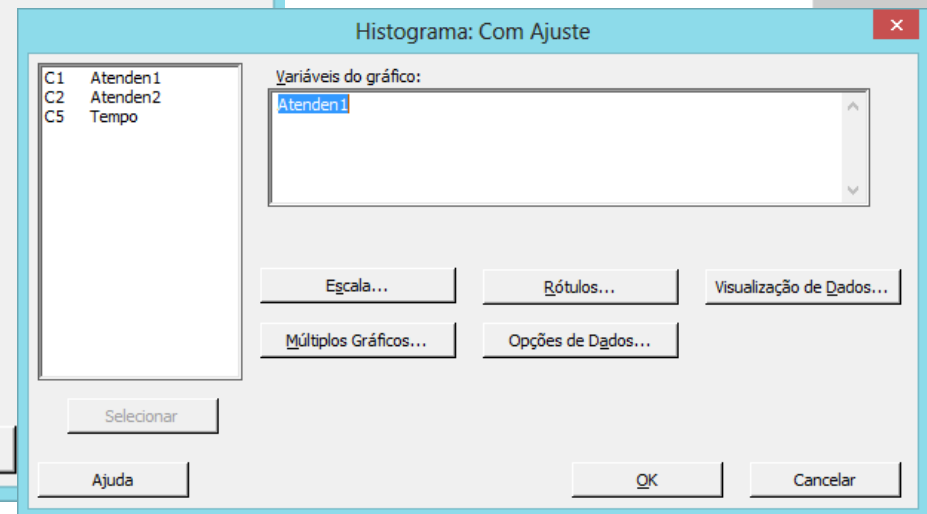 Histograma: Com Ajuste
C1 Atenden1
C2 Atenden2
C5 Tempo
Variáveis do gráfico:
Atenden1
Escala...
Rótulos...
Visualização de Dados...
Múltiplos Gráficos...
Opções de Dados...
Selecionar
Ajuda
OK
Cancelar